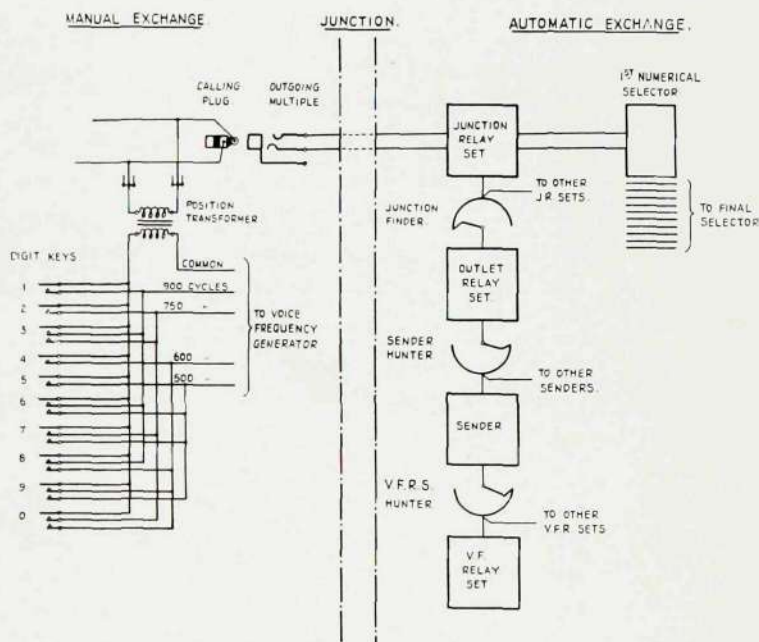 MANUAL EXCHANGE.
JUNCTION.
AUTOMATIC EXCHANGE.
CALLING
PLUG.
OUTGOING
MULTIPLE
1ST NUMERICAL
SELECTOR.
JUNCTION
RELAY
SET
TO OTHER
J.R. SETS.
TO FINAL
SELECTOR
JUNCTION
FINDER.
POSITION
TRANSFORMER.
DIGIT KEYS
COMMON
900 CYCLES
750 "
600 "
500 "
TO VOICE
FREQUENCY
GENERATOR
1
2
3
4
5
6
7
8
9
0
OUTLET
RELAY
SET.
SENDER
HUNTER
TO OTHER
SENDERS.
SENDER
V.F.R.S.
HUNTER
TO OTHER
V.F.R SETS
V.F.
RELAY
SET